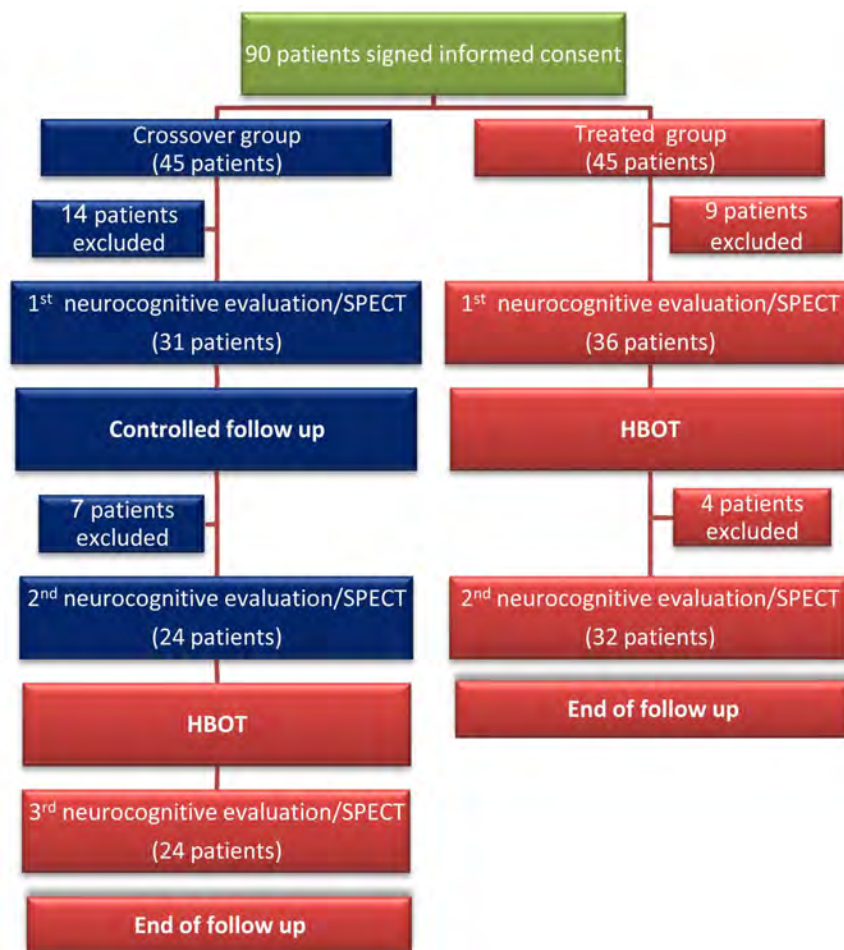 90 patients signed informed consent
Crossover group
(45 patients)
14 patients
excluded
1st neurocognitive evaluation/SPECT
(31 patients)
Controlled follow up
7 patients
excluded
2nd neurocognitive evaluation/SPECT
(24 patients)
HBOT
3rd neurocognitive evaluation/SPECT
(24 patients)
End of follow up
Treated group
(45 patients)
9 patients
excluded
1st neurocognitive evaluation/SPECT
(36 patients)
HBOT
4 patients
excluded
2nd neurocognitive evaluation/SPECT
(32 patients)
End of follow up